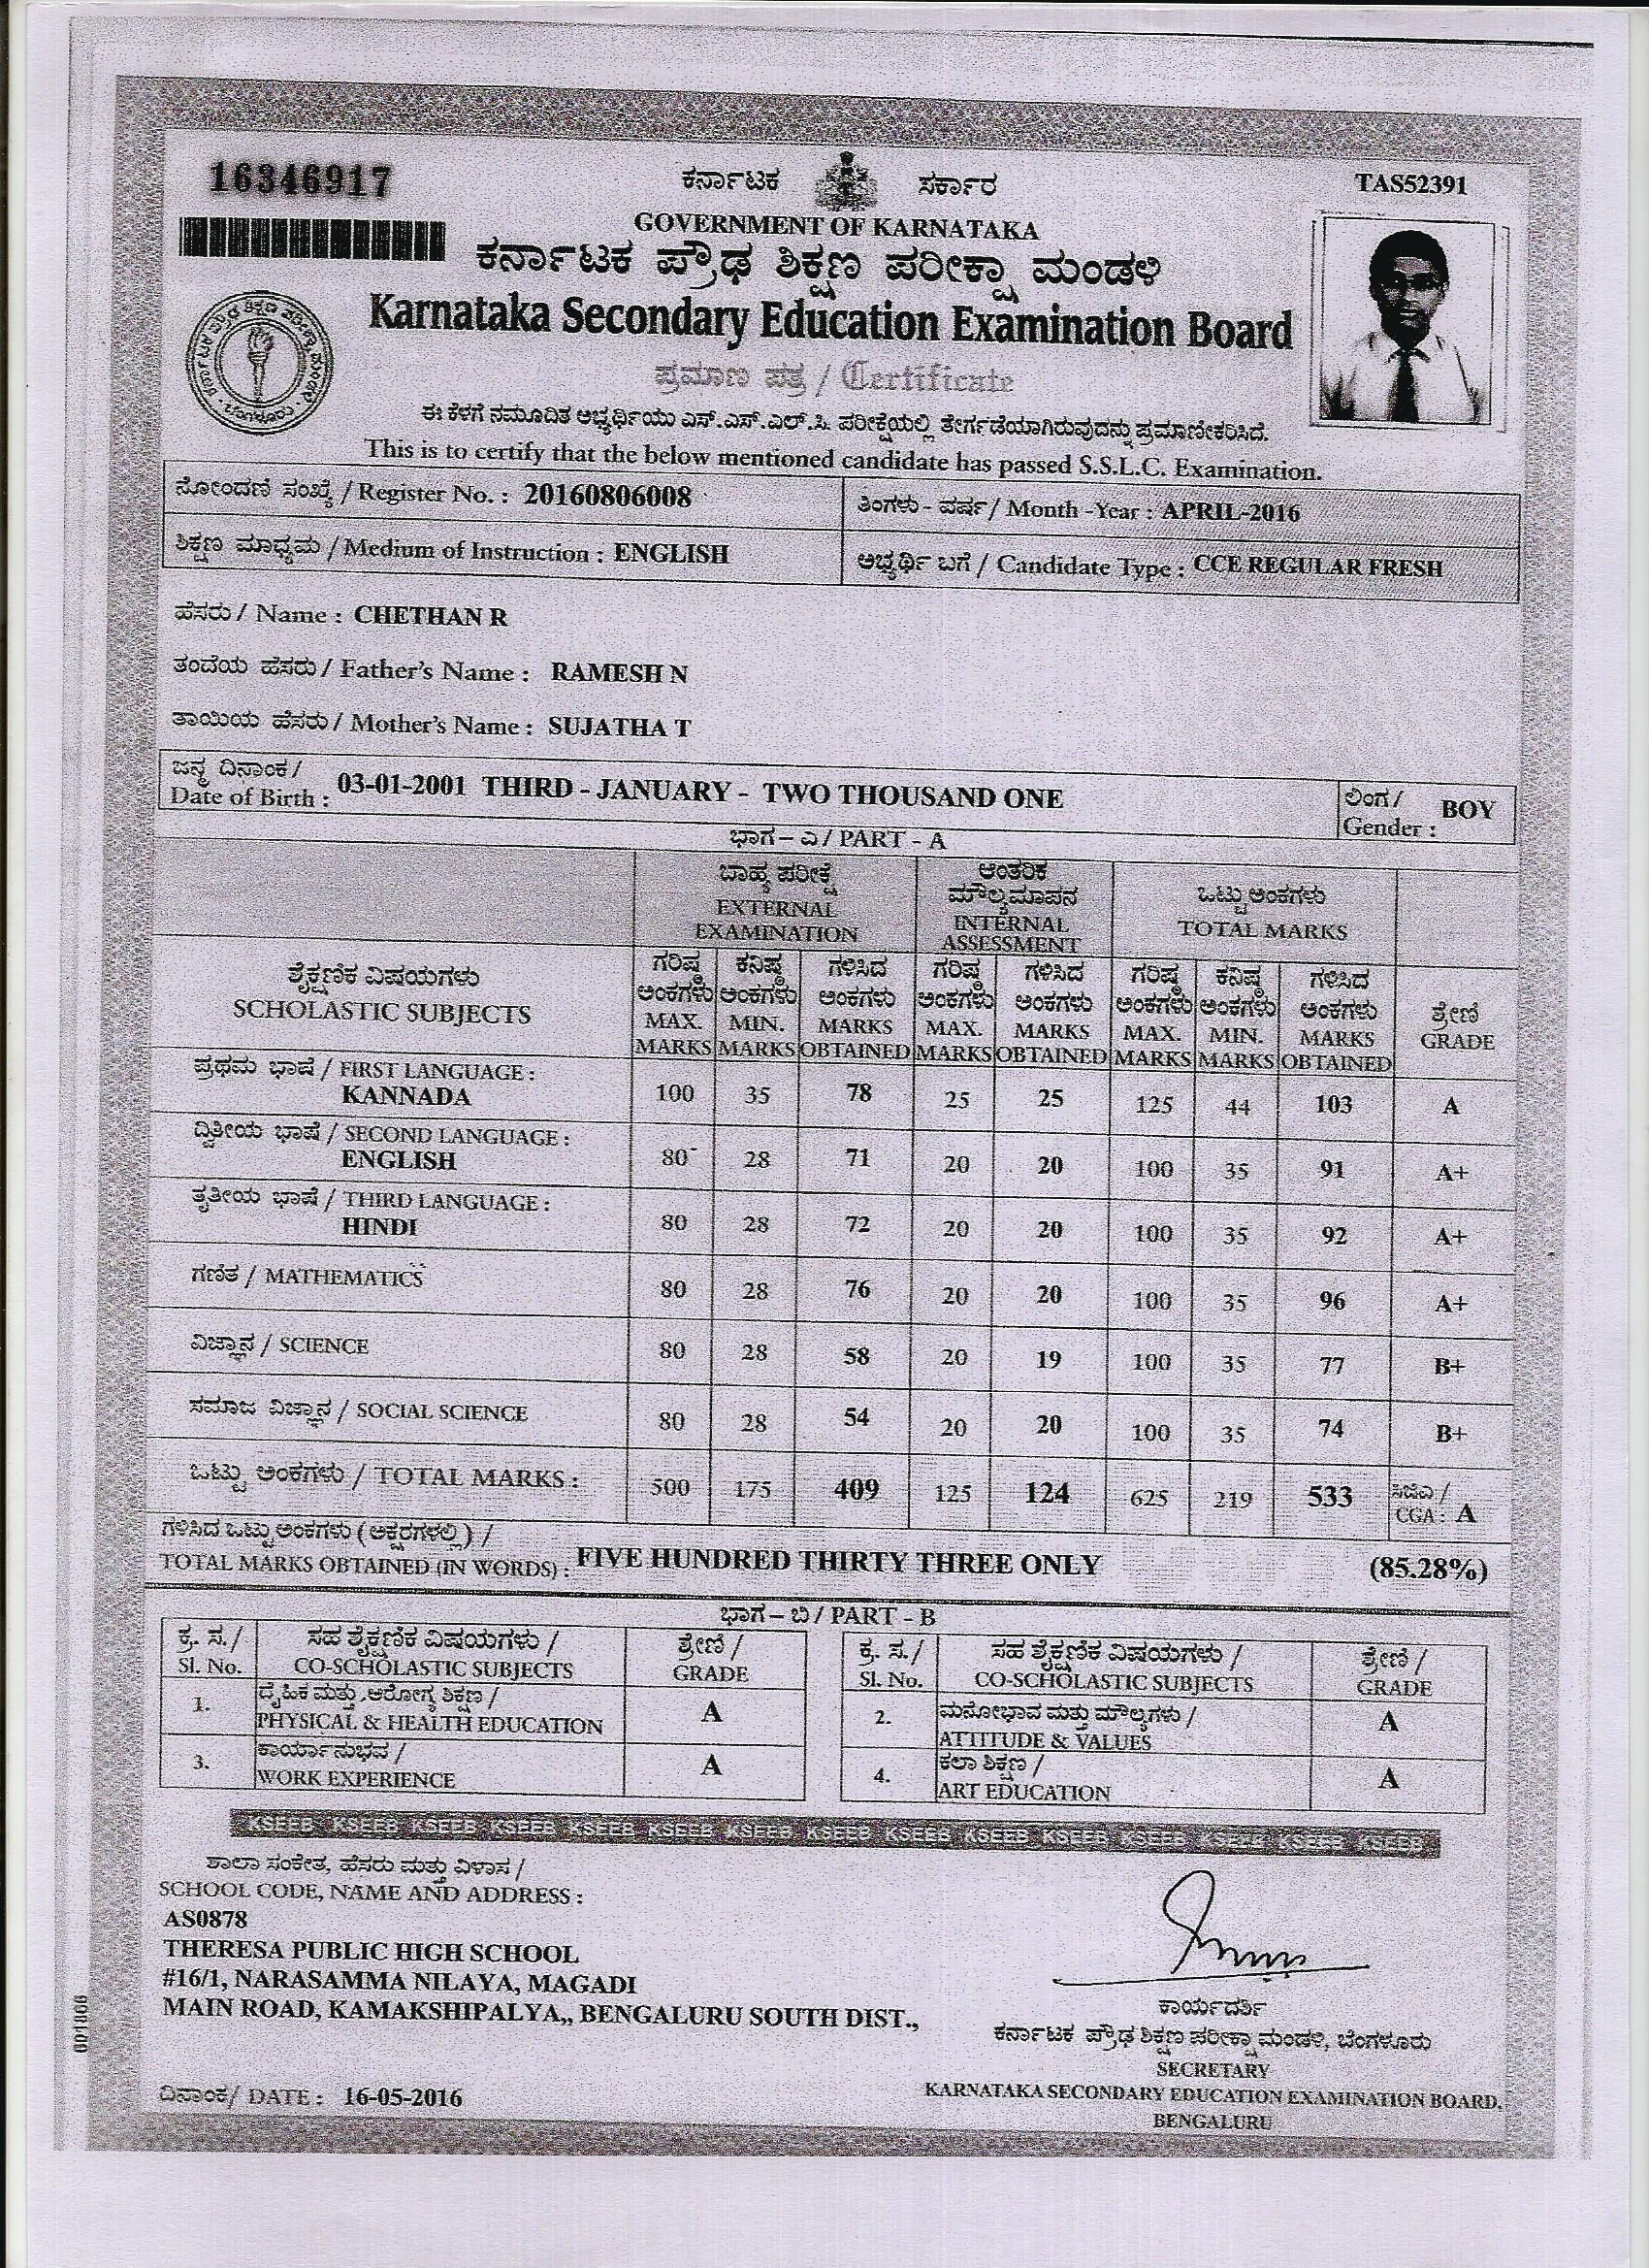 16346917
ಕರ್ನಾಟಕ ಸರ್ಕಾರ
TAS52391
GOVERNMENT OF KARNATAKA
ಕರ್ನಾಟಕ ಪ್ರೌಢ ಶಿಕ್ಷಣ ಪರೀಕ್ಷಾ ಮಂಡಳಿ
Karnataka Secondary Education Examination Board
ಪ್ರಮಾಣ ಪತ್ರ / Certificate
ಈ ಕೆಳಗೆ ನಮೂದಿತ ಅಭ್ಯರ್ಥಿಯು ಎಸ್.ಎಸ್.ಎಲ್.ಸಿ. ಪರೀಕ್ಷೆಯಲ್ಲಿ ತೇರ್ಗಡೆಯಾಗಿರುವುದನ್ನು ಪ್ರಮಾಣೀಕರಿಸಿದೆ.
This is to certify that the below mentioned candidate has passed S.S.L.C. Examination.
ನೋಂದಣಿ ಸಂಖ್ಯೆ / Register No. : 20160806008
ತಿಂಗಳು - ವರ್ಷ / Month -Year : APRIL-2016
ಶಿಕ್ಷಣ ಮಾಧ್ಯಮ / Medium of Instruction : ENGLISH
ಅಭ್ಯರ್ಥಿ ಬಗೆ / Candidate Type : CCE REGULAR FRESH
ಹೆಸರು / Name : CHETHAN R
ತಂದೆಯ ಹೆಸರು / Father's Name : RAMESH N
ತಾಯಿಯ ಹೆಸರು / Mother's Name : SUJATHA T
ಜನ್ಮ ದಿನಾಂಕ /
Date of Birth : 03-01-2001 THIRD - JANUARY - TWO THOUSAND ONE
ಲಿಂಗ /
Gender : BOY
ಭಾಗ – ಎ / PART - A
ಬಾಹ್ಯ ಪರೀಕ್ಷೆ
EXTERNAL
EXAMINATION
ಆಂತರಿಕ
ಮೌಲ್ಯಮಾಪನ
INTERNAL
ASSESSMENT
ಒಟ್ಟು ಅಂಕಗಳು
TOTAL MARKS
ಶೈಕ್ಷಣಿಕ ವಿಷಯಗಳು
SCHOLASTIC SUBJECTS
ಗರಿಷ್ಠ ಕನಿಷ್ಠ ಗಳಿಸಿದ ಗರಿಷ್ಠ ಗಳಿಸಿದ ಗರಿಷ್ಠ ಕನಿಷ್ಠ ಗಳಿಸಿದ
ಅಂಕಗಳು ಅಂಕಗಳು ಅಂಕಗಳು ಅಂಕಗಳು ಅಂಕಗಳು ಅಂಕಗಳು ಅಂಕಗಳು ಅಂಕಗಳು ಶ್ರೇಣಿ
MAX. MIN. MARKS MAX. MARKS MAX. MIN. MARKS GRADE
MARKS MARKS OBTAINED MARKS OBTAINED MARKS MARKS OBTAINED
ಪ್ರಥಮ ಭಾಷೆ / FIRST LANGUAGE :
KANNADA 100 35 78 25 25 125 44 103 A
ದ್ವಿತೀಯ ಭಾಷೆ / SECOND LANGUAGE :
ENGLISH 80 28 71 20 20 100 35 91 A+
ತೃತೀಯ ಭಾಷೆ / THIRD LANGUAGE :
HINDI 80 28 72 20 20 100 35 92 A+
ಗಣಿತ / MATHEMATICS 80 28 76 20 20 100 35 96 A+
ವಿಜ್ಞಾನ / SCIENCE 80 28 58 20 19 100 35 77 B+
ಸಮಾಜ ವಿಜ್ಞಾನ / SOCIAL SCIENCE 80 28 54 20 20 100 35 74 B+
ಒಟ್ಟು ಅಂಕಗಳು / TOTAL MARKS : 500 175 409 125 124 625 219 533
ಸಿಜಿಎ /
CGA : A
ಗಳಿಸಿದ ಒಟ್ಟು ಅಂಕಗಳು (ಅಕ್ಷರಗಳಲ್ಲಿ) /
TOTAL MARKS OBTAINED (IN WORDS) : FIVE HUNDRED THIRTY THREE ONLY (85.28%)
ಭಾಗ – ಬಿ / PART - B
ಕ್ರ. ಸ. / ಸಹ ಶೈಕ್ಷಣಿಕ ವಿಷಯಗಳು / ಶ್ರೇಣಿ / ಕ್ರ. ಸ. / ಸಹ ಶೈಕ್ಷಣಿಕ ವಿಷಯಗಳು / ಶ್ರೇಣಿ /
Sl. No. CO-SCHOLASTIC SUBJECTS GRADE Sl. No. CO-SCHOLASTIC SUBJECTS GRADE
1. ದೈಹಿಕ ಮತ್ತು ಆರೋಗ್ಯ ಶಿಕ್ಷಣ /
PHYSICAL & HEALTH EDUCATION A
2. ಮನೋಭಾವ ಮತ್ತು ಮೌಲ್ಯಗಳು /
ATTITUDE & VALUES A
3. ಕಾರ್ಯಾನುಭವ /
WORK EXPERIENCE A
4. ಕಲಾ ಶಿಕ್ಷಣ /
ART EDUCATION A
KSEEB KSEEB KSEEB KSEEB KSEEB KSEEB KSEEB KSEEB KSEEB KSEEB KSEEB KSEEB KSEEB KSEEB KSEEB
ಶಾಲಾ ಸಂಕೇತ, ಹೆಸರು ಮತ್ತು ವಿಳಾಸ /
SCHOOL CODE, NAME AND ADDRESS :
AS0878
THERESA PUBLIC HIGH SCHOOL
#16/1, NARASAMMA NILAYA, MAGADI
MAIN ROAD, KAMAKSHIPALYA,, BENGALURU SOUTH DIST.,
ಕಾರ್ಯದರ್ಶಿ
ಕರ್ನಾಟಕ ಪ್ರೌಢ ಶಿಕ್ಷಣ ಪರೀಕ್ಷಾ ಮಂಡಳಿ, ಬೆಂಗಳೂರು
SECRETARY
KARNATAKA SECONDARY EDUCATION EXAMINATION BOARD,
BENGALURU
ದಿನಾಂಕ/ DATE : 16-05-2016